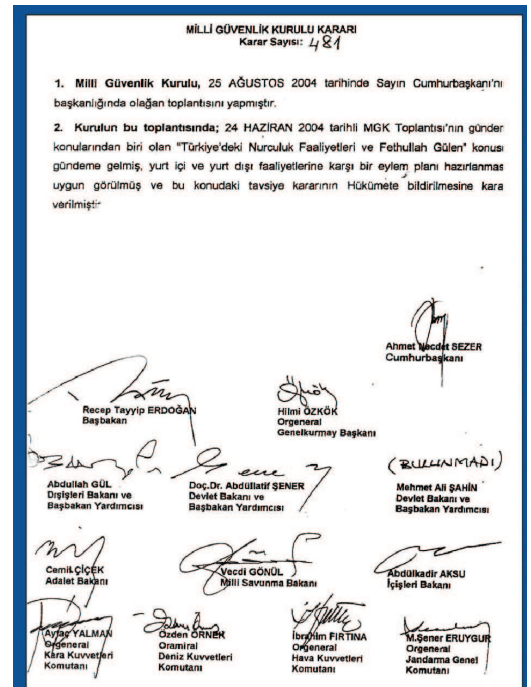 MİLLİ GÜVENLİK KURULU KARARI
Karar Sayısı: 481
1. Milli Güvenlik Kurulu, 25 AĞUSTOS 2004 tarihinde Sayın Cumhurbaşkanı'nı
başkanlığında olağan toplantısını yapmıştır.
2. Kurulun bu toplantısında; 24 HAZİRAN 2004 tarihli MGK Toplantısı'nın günder
konularından biri olan "Türkiye'deki Nurculuk Faaliyetleri ve Fethullah Gülen" konusu
gündeme gelmiş, yurt içi ve yurt dışı faaliyetlerine karşı bir eylem planı hazırlanmas
uygun görülmüş ve bu konudaki tavsiye kararının Hükümete bildirilmesine kara
verilmiştir
Ahmet Necdet SEZER
Cumhurbaşkanı
Recep Tayyip ERDOĞAN
Başbakan
Hilmi ÖZKÖK
Orgeneral
Genelkurmay Başkanı
Abdullah GÜL
Dışişleri Bakanı ve
Başbakan Yardımcısı
Doç.Dr. Abdüllatif ŞENER
Devlet Bakanı ve
Başbakan Yardımcısı
(BULUNMADI)
Mehmet Ali ŞAHİN
Devlet Bakanı ve
Başbakan Yardımcısı
Cemil ÇİÇEK
Adalet Bakanı
Vecdi GÖNÜL
Milli Savunma Bakanı
Abdülkadir AKSU
İçişleri Bakanı
Aytaç YALMAN
Orgeneral
Kara Kuvvetleri
Komutanı
Özden ÖRNEK
Oramiral
Deniz Kuvvetleri
Komutanı
İbrahim FIRTINA
Orgeneral
Hava Kuvvetleri
Komutanı
M.Şener ERUYGUR
Orgeneral
Jandarma Genel
Komutanı